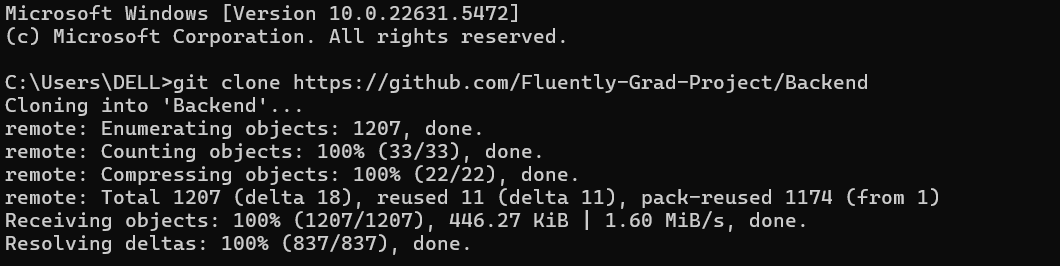 Microsoft Windows [Version 10.0.22631.5472]
(c) Microsoft Corporation. All rights reserved.
C:\Users\DELL>git clone https://github.com/Fluently-Grad-Project/Backend
Cloning into 'Backend'...
remote: Enumerating objects: 1207, done.
remote: Counting objects: 100% (33/33), done.
remote: Compressing objects: 100% (22/22), done.
remote: Total 1207 (delta 18), reused 11 (delta 11), pack-reused 1174 (from 1)
Receiving objects: 100% (1207/1207), 446.27 KiB | 1.60 MiB/s, done.
Resolving deltas: 100% (837/837), done.